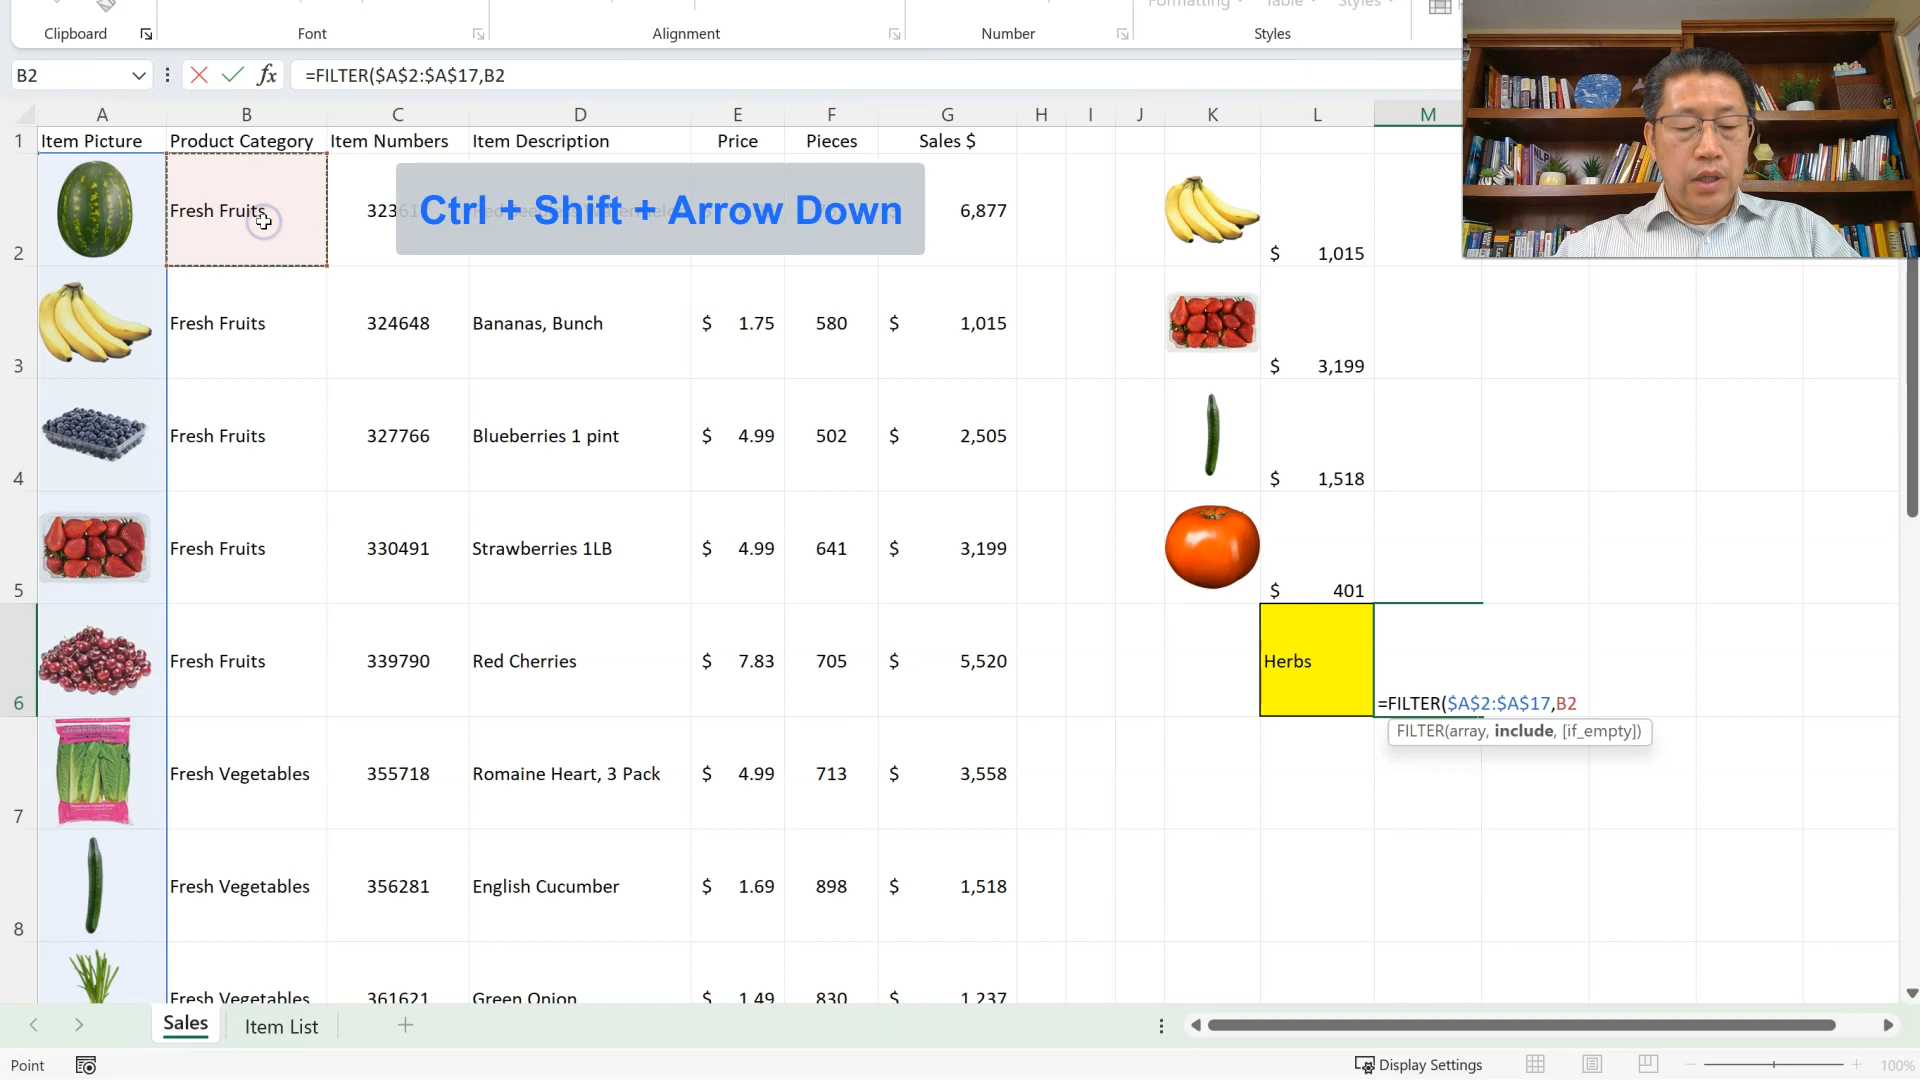 Formatting Table Styles
Clipboard Font Alignment Number Styles
B2 fx =FILTER($A$2:$A$17,B2
A B C D E F G H I J K L M
1 Item Picture Product Category Item Numbers Item Description Price Pieces Sales $
Ctrl + Shift + Arrow Down
2 Fresh Fruits 3236 6,877 $ 1,015
3 Fresh Fruits 324648 Bananas, Bunch $ 1.75 580 $ 1,015 $ 3,199
4 Fresh Fruits 327766 Blueberries 1 pint $ 4.99 502 $ 2,505 $ 1,518
5 Fresh Fruits 330491 Strawberries 1LB $ 4.99 641 $ 3,199 $ 401
6 Fresh Fruits 339790 Red Cherries $ 7.83 705 $ 5,520 Herbs =FILTER($A$2:$A$17,B2
FILTER(array, include, [if_empty])
7 Fresh Vegetables 355718 Romaine Heart, 3 Pack $ 4.99 713 $ 3,558
8 Fresh Vegetables 356281 English Cucumber $ 1.69 898 $ 1,518
Fresh Vegetables 361621 Green Onion $ 1.49 830 $ 1,237
Sales Item List
Point Display Settings 100%